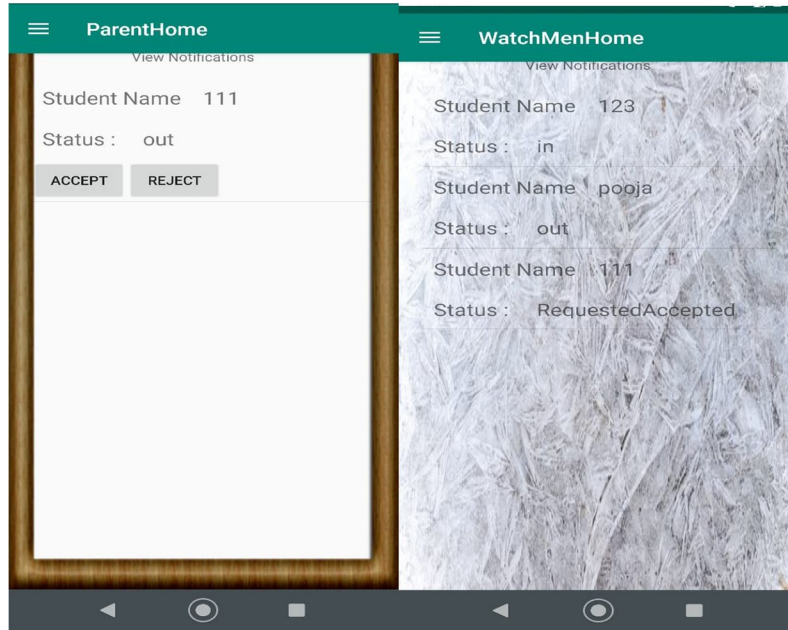 ParentHome
View Notifications
Student Name 111
Status : out
ACCEPT REJECT
WatchMenHome
View Notifications
Student Name 123
Status : in
Student Name pooja
Status : out
Student Name 111
Status : RequestedAccepted